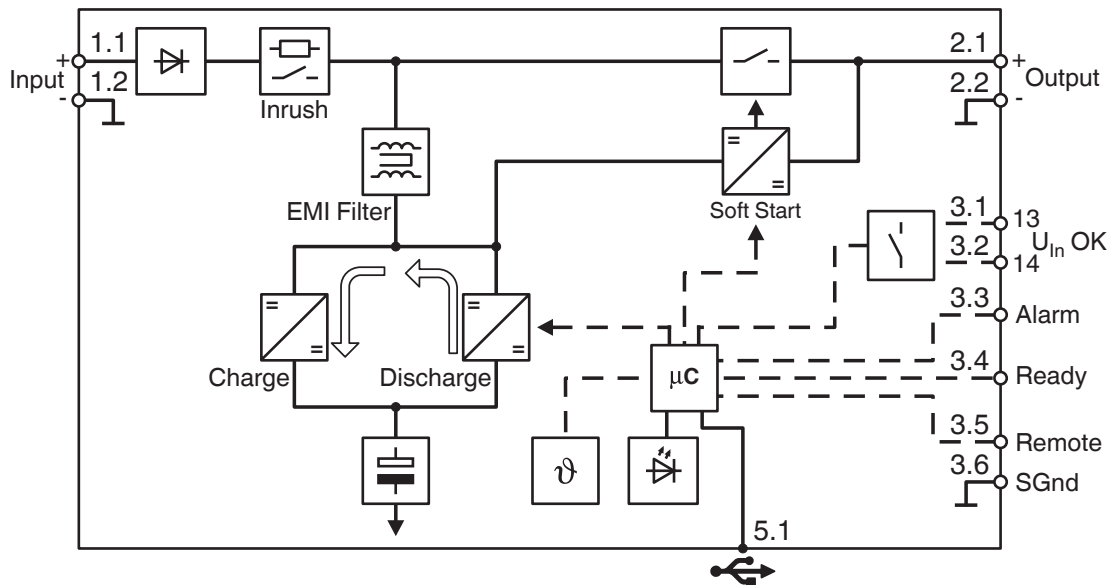 1.1
+
Input
1.2
-
Inrush
2.1
+
Output
2.2
-
=
=
Soft Start
EMI Filter
3.1
13
U_In OK
3.2
14
3.3
Alarm
=
=
Charge
=
=
Discharge
µC
3.4
Ready
3.5
Remote
3.6
SGnd
ϑ
5.1